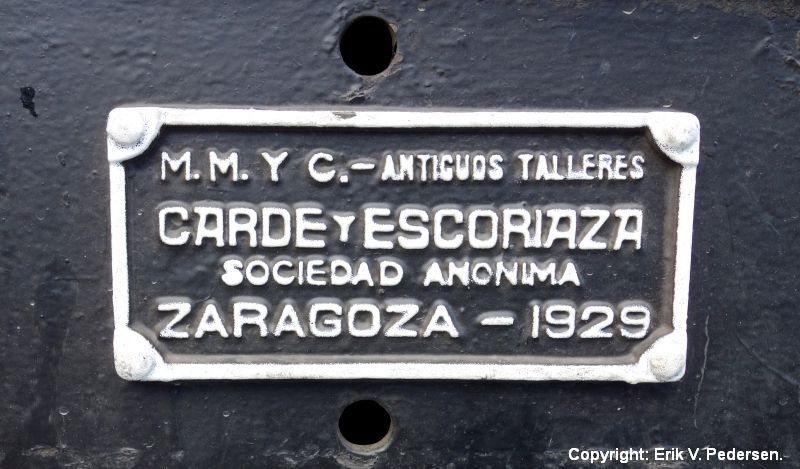 M. M. Y C. - ANTIGUOS TALLERES
CARDE Y ESCORIAZA
SOCIEDAD ANONIMA
ZARAGOZA - 1929
Copyright: Erik V. Pedersen.